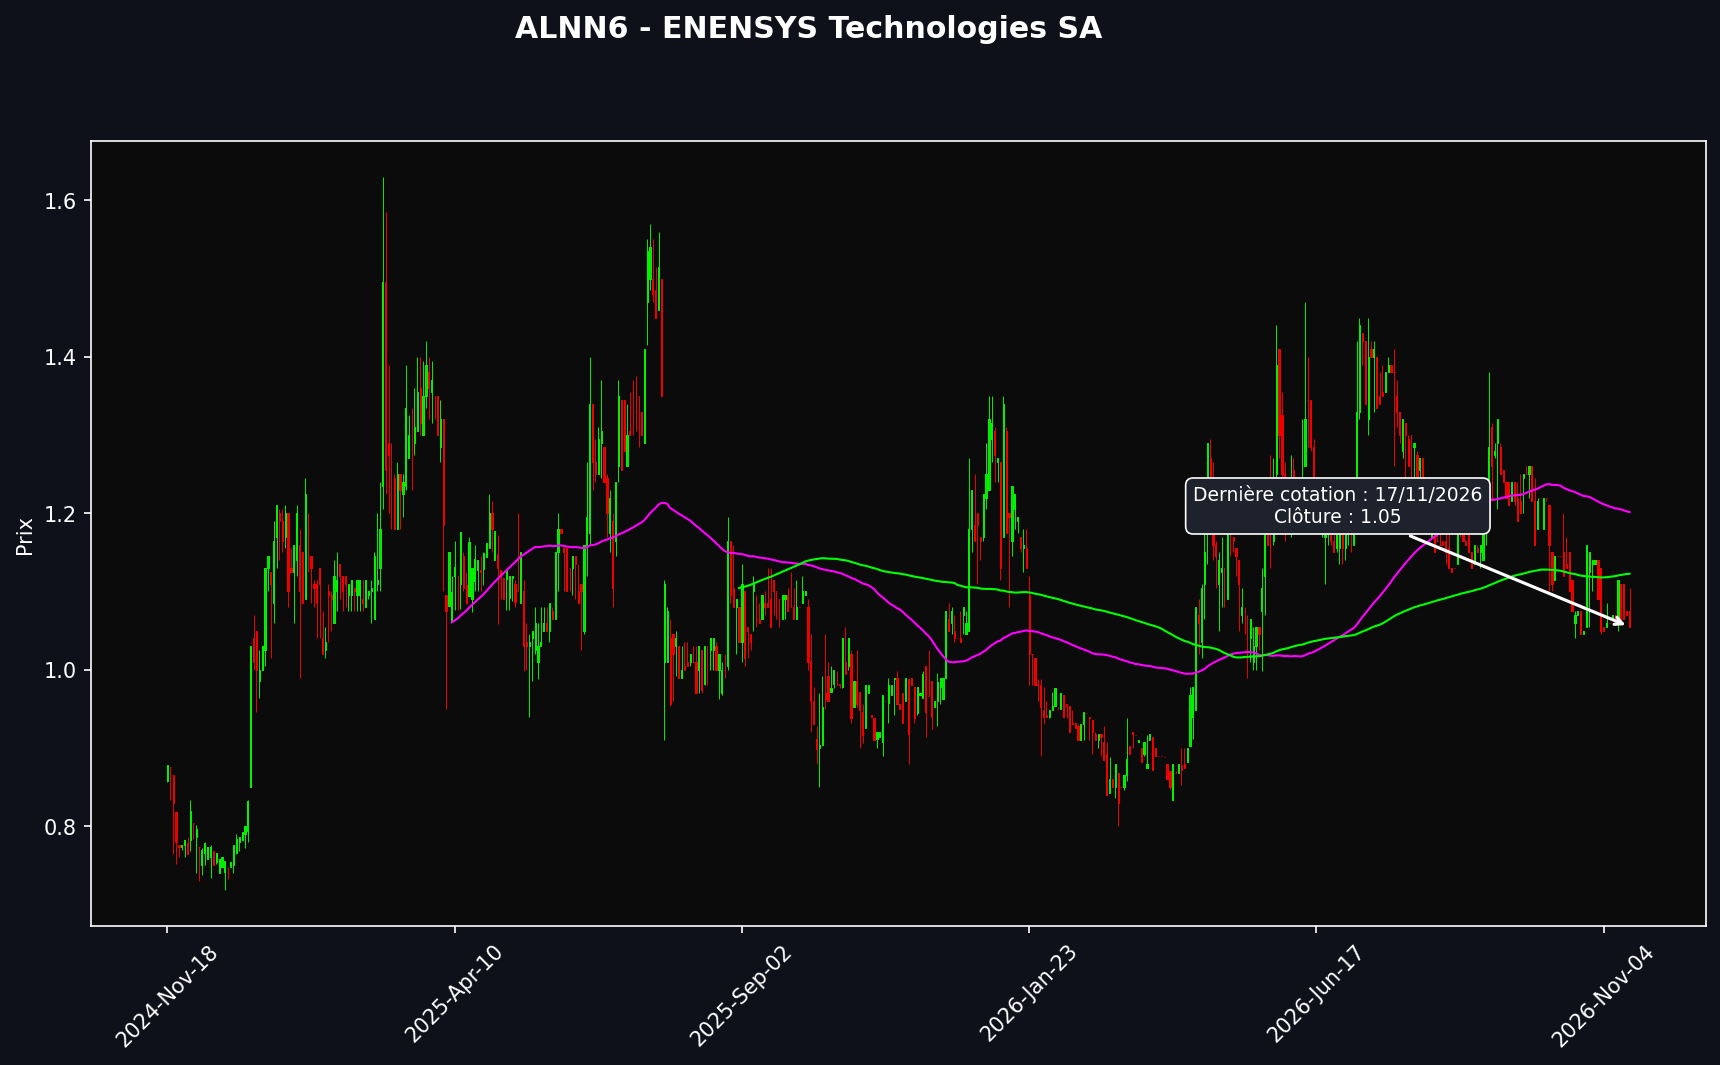 ALNN6 - ENENSYS Technologies SA
Prix
1.6
1.4
1.2
1.0
0.8
Dernière cotation : 17/11/2026
Clôture : 1.05
2024-Nov-18
2025-Apr-10
2025-Sep-02
2026-Jan-23
2026-Jun-17
2026-Nov-04